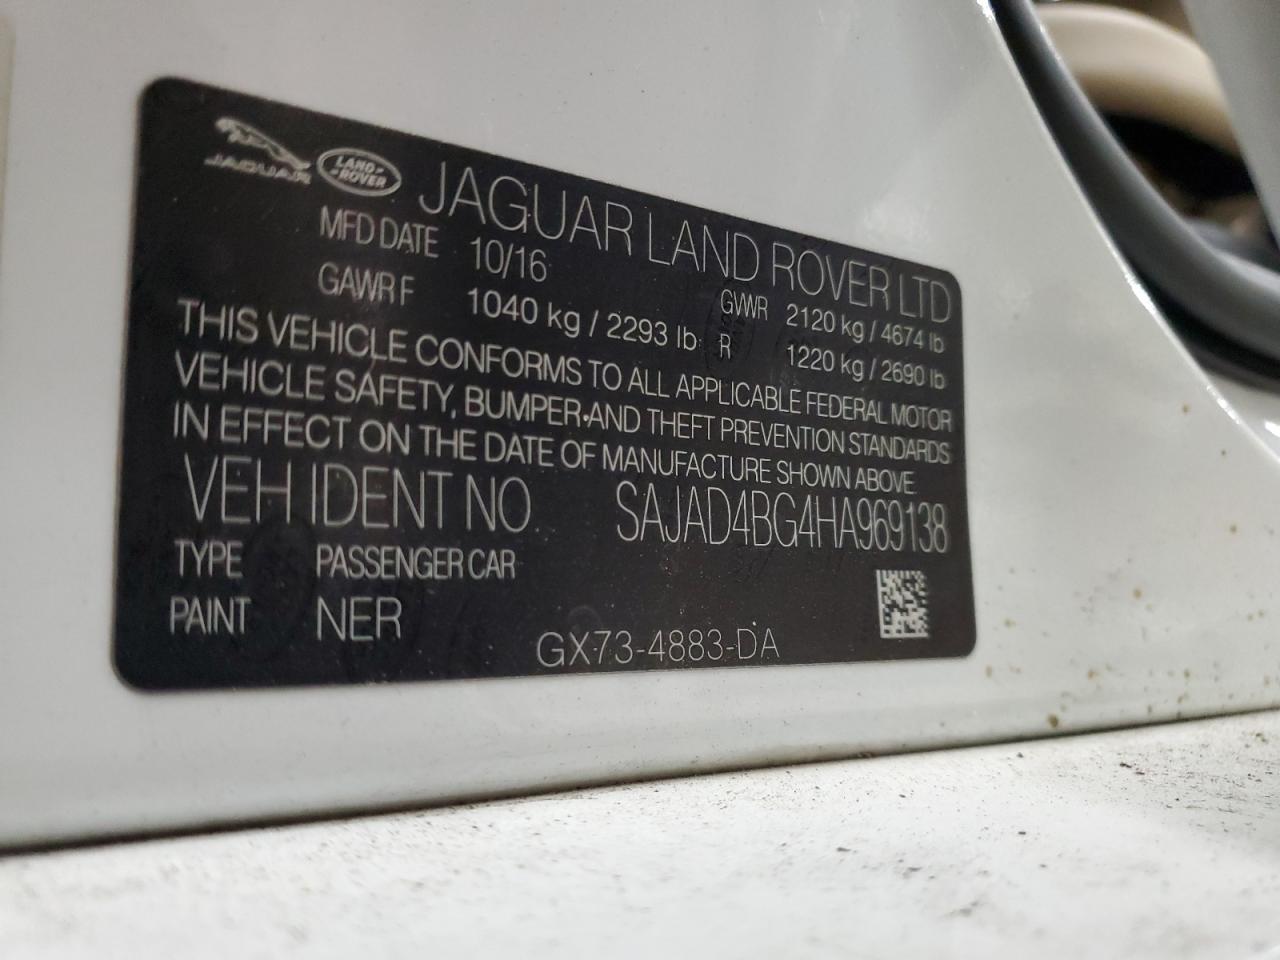 JAGUAR
LAND-
-ROVER
JAGUAR LAND ROVER LTD
MFD DATE 10/16 GVWR 2120 kg / 4674 lb
GAWR F 1040 kg / 2293 lb R 1220 kg / 2690 lb
THIS VEHICLE CONFORMS TO ALL APPLICABLE FEDERAL MOTOR
VEHICLE SAFETY, BUMPER AND THEFT PREVENTION STANDARDS
IN EFFECT ON THE DATE OF MANUFACTURE SHOWN ABOVE
VEH IDENT NO. SAJAD4BG4HA969138
TYPE PASSENGER CAR
PAINT NER
GX73-4883-DA